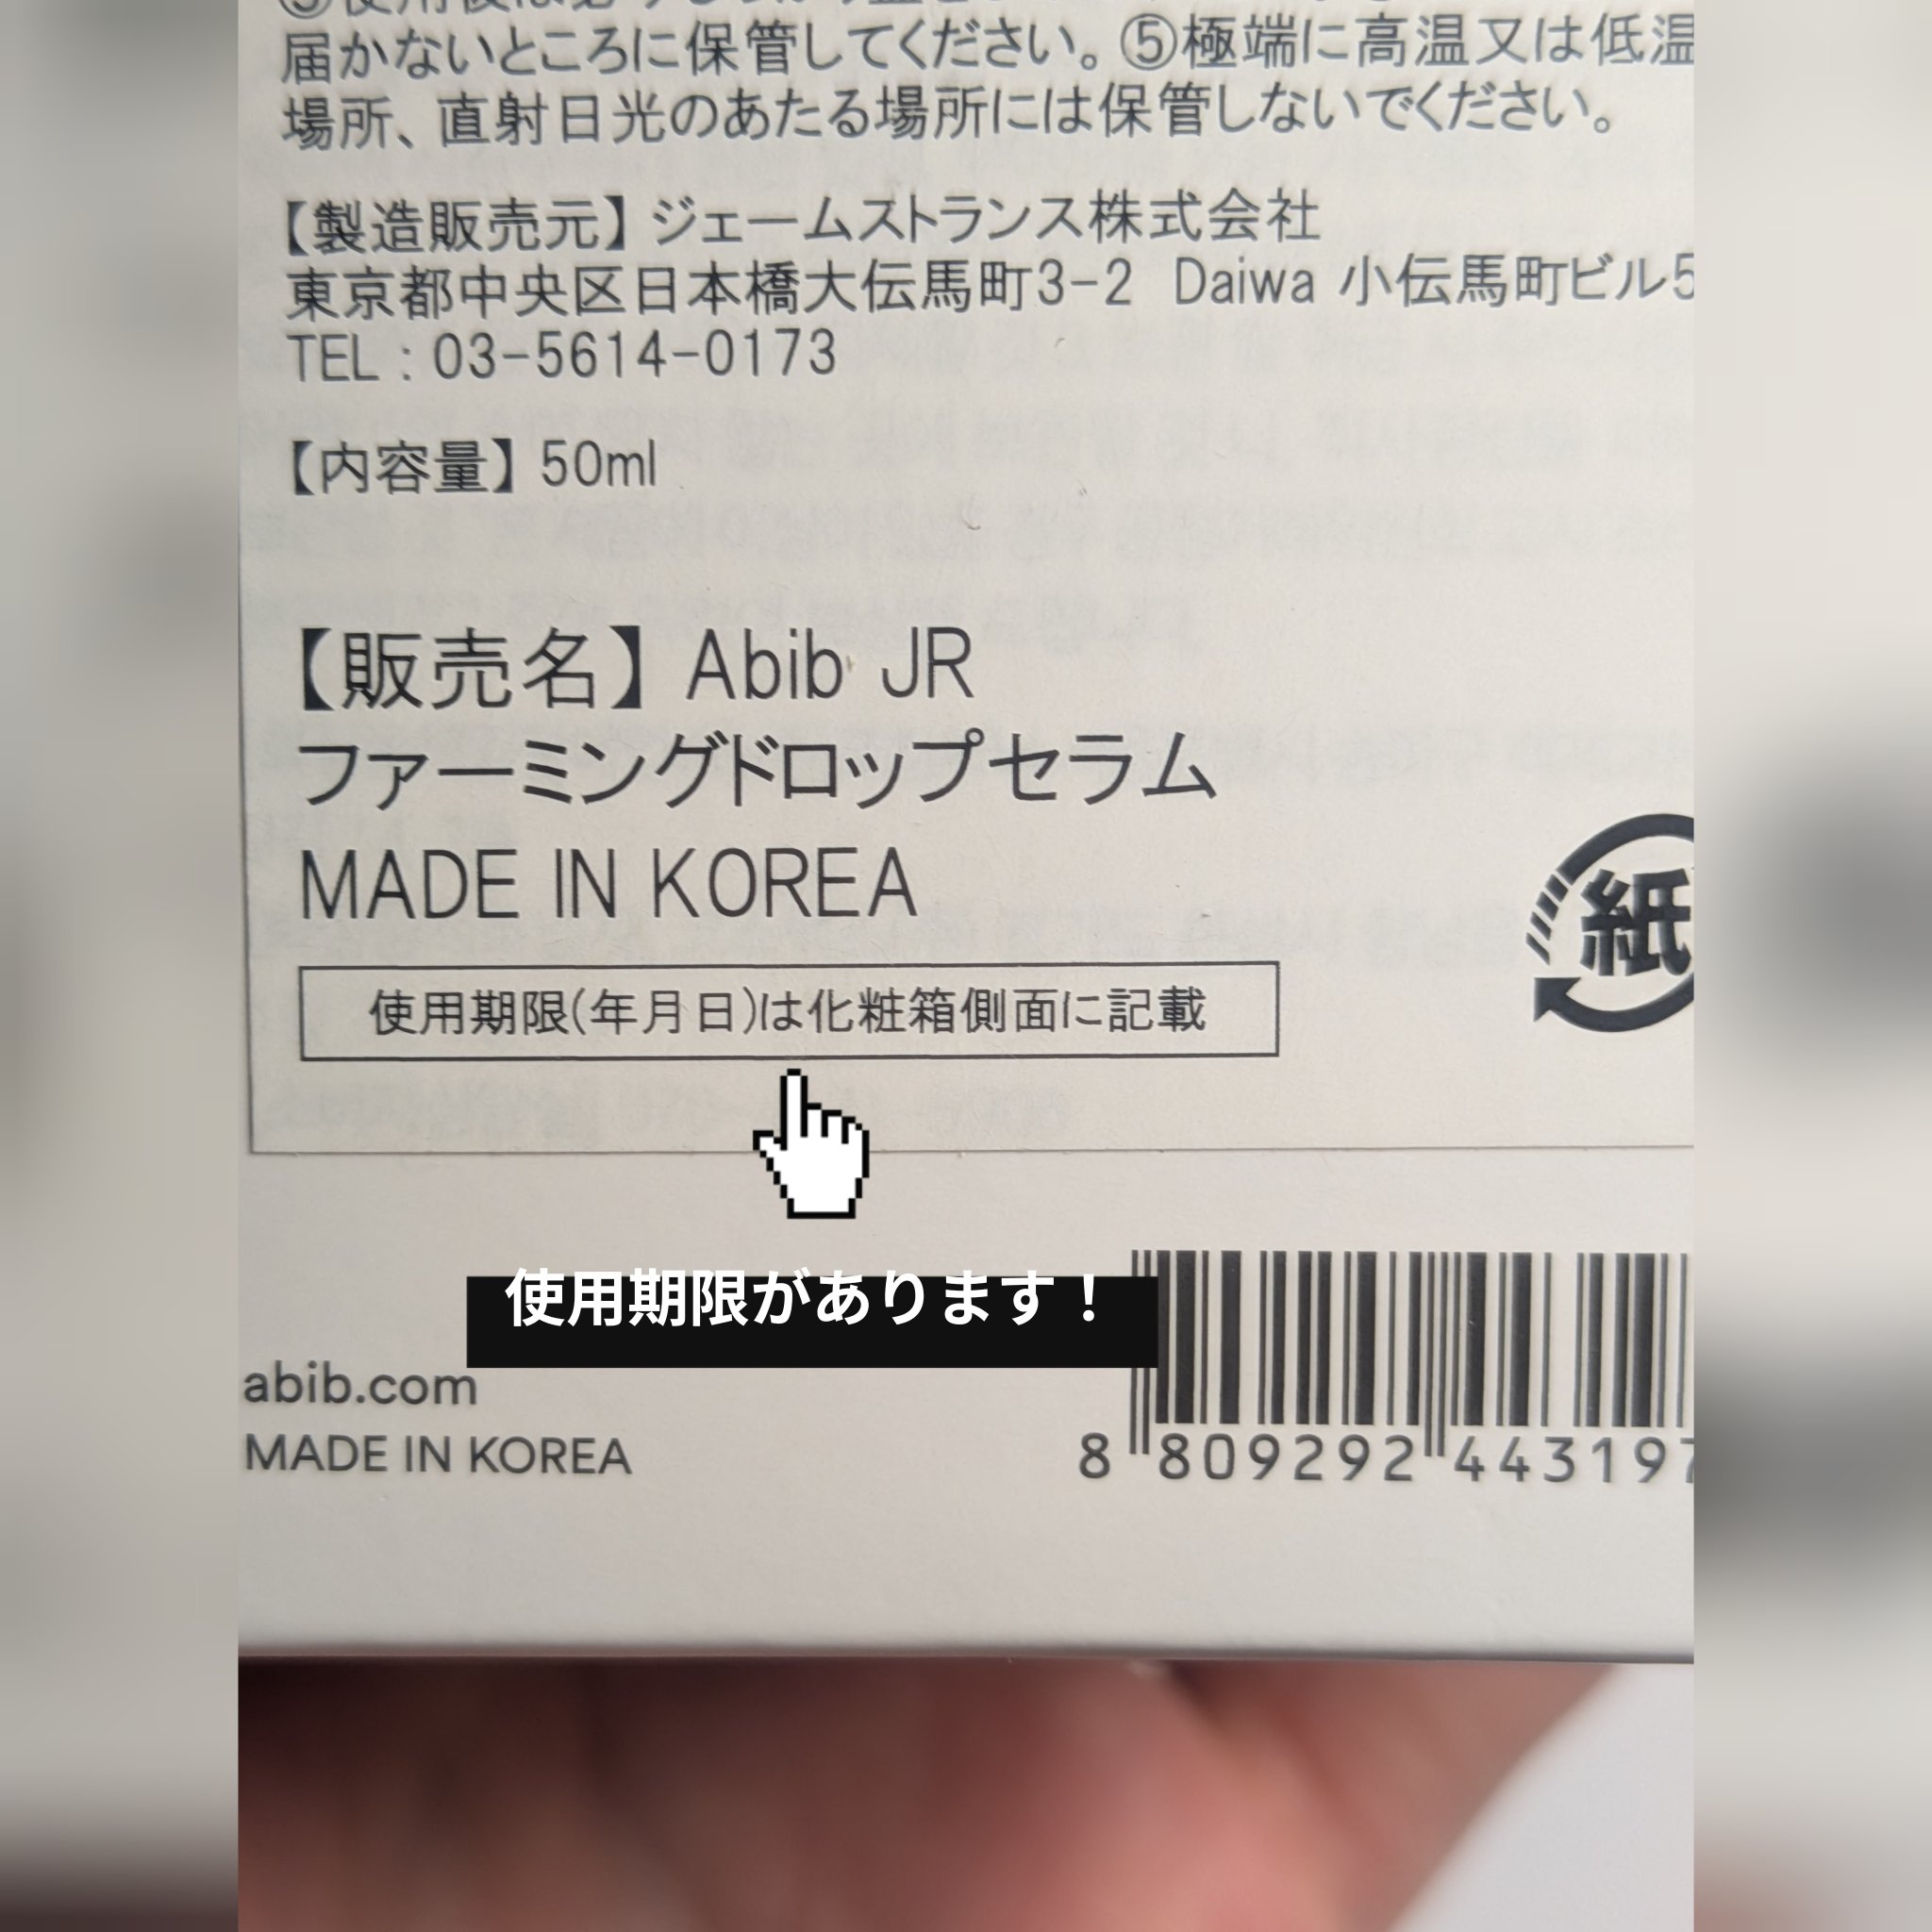 届かないところに保管してください。⑤極端に高温又は低温
場所、直射日光のあたる場所には保管しないでください。
【製造販売元】ジェームストランス株式会社
東京都中央区日本橋大伝馬町3-2 Daiwa 小伝馬町ビル5
TEL : 03-5614-0173
【内容量】50ml
【販売名】Abib JR
ファーミングドロップセラム
MADE IN KOREA
紙
使用期限(年月日)は化粧箱側面に記載
使用期限があります！
abib.com
MADE IN KOREA
8 809292 443197